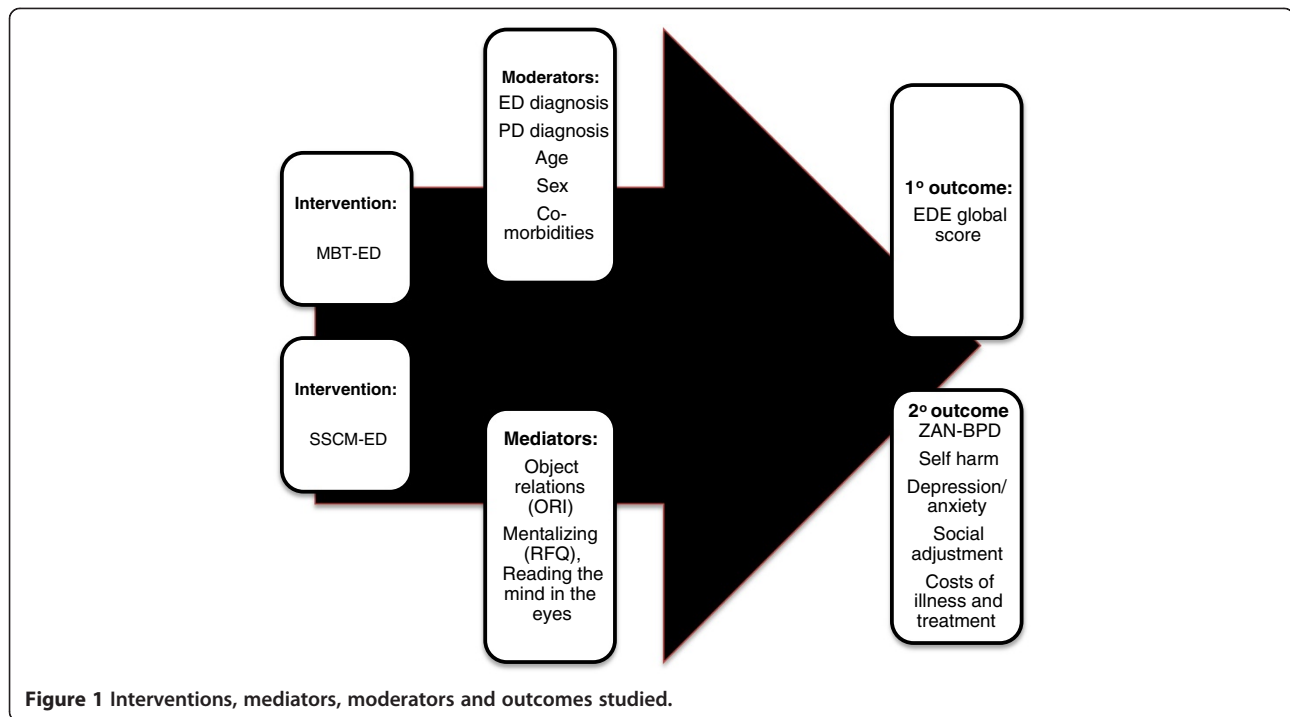 Intervention:
MBT-ED
Intervention:
SSCM-ED
Moderators:
ED diagnosis
PD diagnosis
Age
Sex
Co-
morbidities
Mediators:
Object
relations
(ORI)
Mentalizing
(RFQ),
Reading the
mind in the
eyes
1º outcome:
EDE global
score
2º outcome
ZAN-BPD
Self harm
Depression/
anxiety
Social
adjustment
Costs of
illness and
treatment
Figure 1 Interventions, mediators, moderators and outcomes studied.